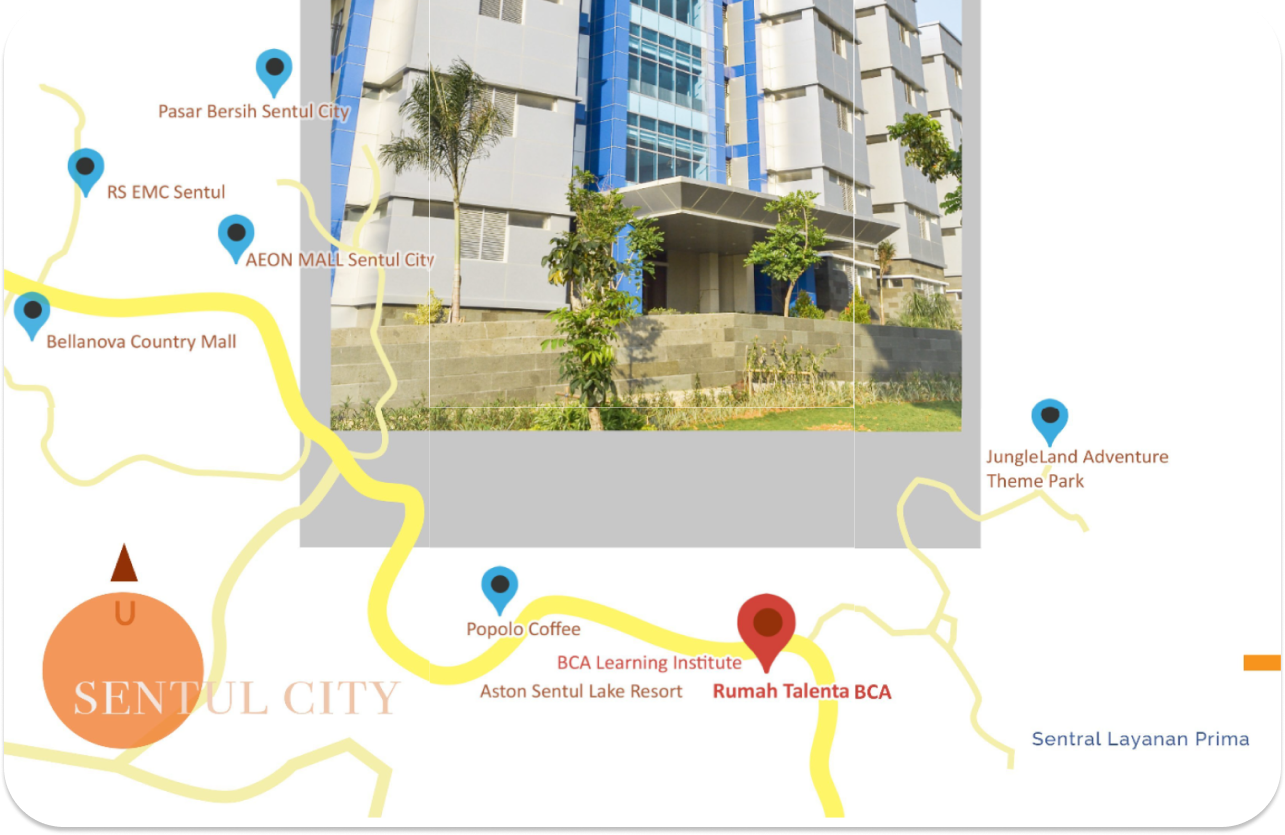 Pasar Bersih Sentul City
RS EMC Sentul
AEON MALL Sentul City
Bellanova Country Mall
JungleLand Adventure
Theme Park
U
Popolo Coffee
BCA Learning Institute
Aston Sentul Lake Resort
Rumah Talenta BCA
SENTUL CITY
Sentral Layanan Prima